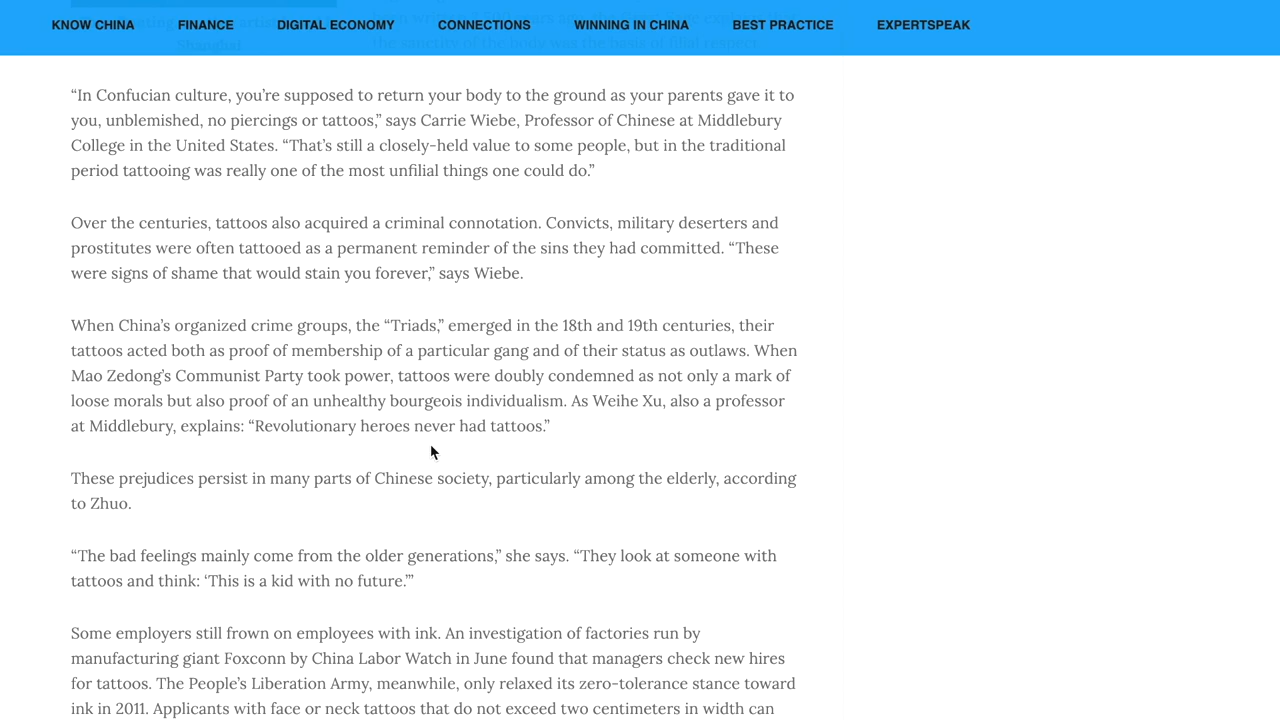 KNOW CHINA FINANCE DIGITAL ECONOMY CONNECTIONS WINNING IN CHINA BEST PRACTICE EXPERTSPEAK
Shanghai
the sanctity of the body was the basis of filial respect.
“In Confucian culture, you’re supposed to return your body to the ground as your parents gave it to
you, unblemished, no piercings or tattoos,” says Carrie Wiebe, Professor of Chinese at Middlebury
College in the United States. “That’s still a closely-held value to some people, but in the traditional
period tattooing was really one of the most unfilial things one could do.”
Over the centuries, tattoos also acquired a criminal connotation. Convicts, military deserters and
prostitutes were often tattooed as a permanent reminder of the sins they had committed. “These
were signs of shame that would stain you forever,” says Wiebe.
When China’s organized crime groups, the “Triads,” emerged in the 18th and 19th centuries, their
tattoos acted both as proof of membership of a particular gang and of their status as outlaws. When
Mao Zedong’s Communist Party took power, tattoos were doubly condemned as not only a mark of
loose morals but also proof of an unhealthy bourgeois individualism. As Weihe Xu, also a professor
at Middlebury, explains: “Revolutionary heroes never had tattoos.”
These prejudices persist in many parts of Chinese society, particularly among the elderly, according
to Zhuo.
“The bad feelings mainly come from the older generations,” she says. “They look at someone with
tattoos and think: ‘This is a kid with no future.’”
Some employers still frown on employees with ink. An investigation of factories run by
manufacturing giant Foxconn by China Labor Watch in June found that managers check new hires
for tattoos. The People’s Liberation Army, meanwhile, only relaxed its zero-tolerance stance toward
ink in 2011. Applicants with face or neck tattoos that do not exceed two centimeters in width can